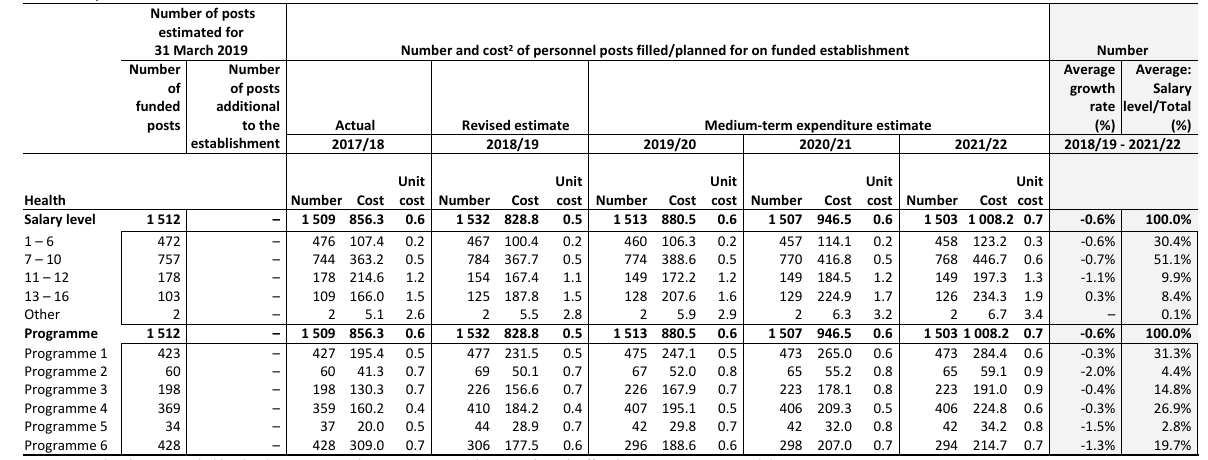 Number of posts
estimated for
31 March 2019 Number and cost² of personnel posts filled/planned for on funded establishment Number
Number Number Average Average:
of of posts growth Salary
funded additional rate level/Total
posts to the Actual Revised estimate Medium-term expenditure estimate (%) (%)
establishment 2017/18 2018/19 2019/20 2020/21 2021/22 2018/19 - 2021/22
Unit Unit Unit Unit Unit
Health Number Cost cost Number Cost cost Number Cost cost Number Cost cost Number Cost cost
Salary level 1 512 – 1 509 856.3 0.6 1 532 828.8 0.5 1 513 880.5 0.6 1 507 946.5 0.6 1 503 1 008.2 0.7 -0.6% 100.0%
1 – 6 472 – 476 107.4 0.2 467 100.4 0.2 460 106.3 0.2 457 114.1 0.2 458 123.2 0.3 -0.6% 30.4%
7 – 10 757 – 744 363.2 0.5 784 367.7 0.5 774 388.6 0.5 770 416.8 0.5 768 446.7 0.6 -0.7% 51.1%
11 – 12 178 – 178 214.6 1.2 154 167.4 1.1 149 172.2 1.2 149 184.5 1.2 149 197.3 1.3 -1.1% 9.9%
13 – 16 103 – 109 166.0 1.5 125 187.8 1.5 128 207.6 1.6 129 224.9 1.7 126 234.3 1.9 0.3% 8.4%
Other 2 – 2 5.1 2.6 2 5.5 2.8 2 5.9 2.9 2 6.3 3.2 2 6.7 3.4 – 0.1%
Programme 1 512 – 1 509 856.3 0.6 1 532 828.8 0.5 1 513 880.5 0.6 1 507 946.5 0.6 1 503 1 008.2 0.7 -0.6% 100.0%
Programme 1 423 – 427 195.4 0.5 477 231.5 0.5 475 247.1 0.5 473 265.0 0.6 473 284.4 0.6 -0.3% 31.3%
Programme 2 60 – 60 41.3 0.7 69 50.1 0.7 67 52.0 0.8 65 55.2 0.8 65 59.1 0.9 -2.0% 4.4%
Programme 3 198 – 198 130.3 0.7 226 156.6 0.7 226 167.9 0.7 223 178.1 0.8 223 191.0 0.9 -0.4% 14.8%
Programme 4 369 – 359 160.2 0.4 410 184.2 0.4 407 195.1 0.5 406 209.3 0.5 406 224.8 0.6 -0.3% 26.9%
Programme 5 34 – 37 20.0 0.5 44 28.9 0.7 42 29.8 0.7 42 32.0 0.8 42 34.2 0.8 -1.5% 2.8%
Programme 6 428 – 428 309.0 0.7 306 177.5 0.6 296 188.6 0.6 298 207.0 0.7 294 214.7 0.7 -1.3% 19.7%